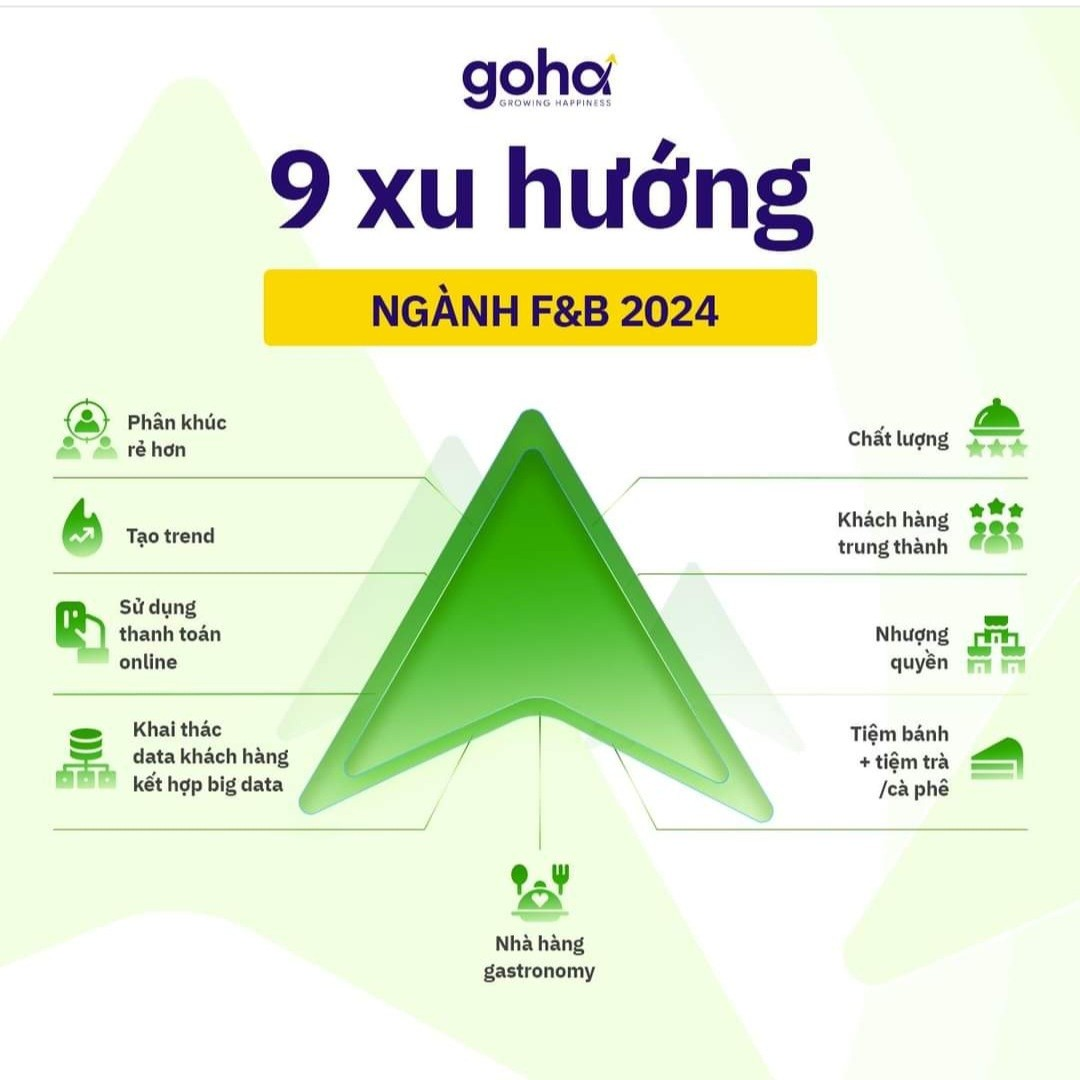 goha
GROWING HAPPINESS
9 xu hướng
NGÀNH F&B 2024
Phân khúc
rẻ hơn
Tạo trend
Sử dụng
thanh toán
online
Khai thác
data khách hàng
kết hợp big data
Chất lượng
Khách hàng
trung thành
Nhượng
quyền
Tiệm bánh
+ tiệm trà
/cà phê
Nhà hàng
gastronomy